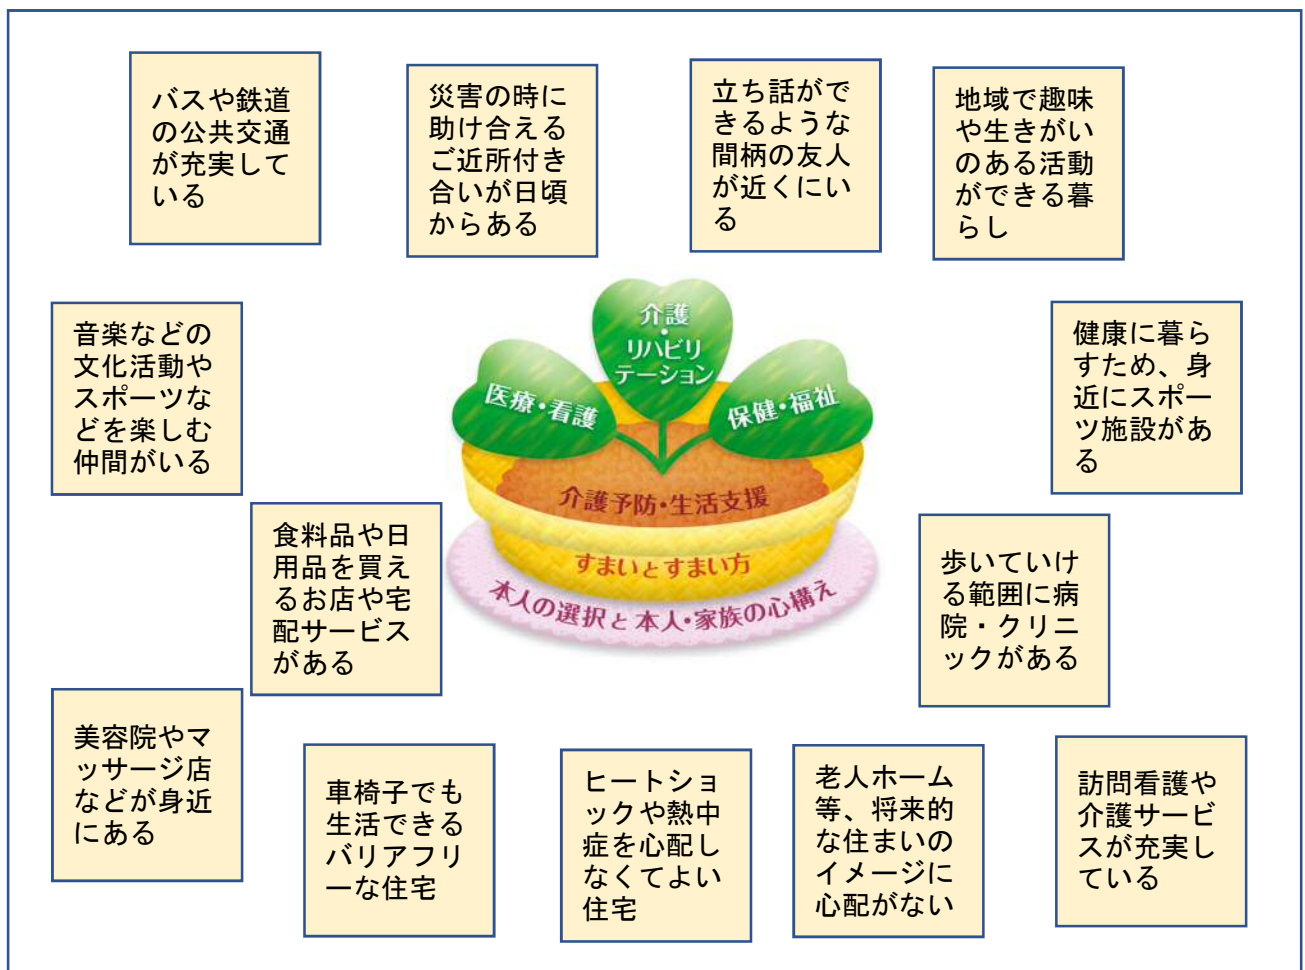 バスや鉄道
の公共交通
が充実して
いる
災害の時に
助け合える
ご近所付き
合いが日頃
からある
立ち話がで
きるような
間柄の友人
が近くにい
る
地域で趣味
や生きがい
のある活動
ができる暮
らし
音楽などの
文化活動や
スポーツな
どを楽しむ
仲間がいる
介護
・
リハビリ
テーション
医療・看護
保健・福祉
介護予防・生活支援
すまいとすまい方
本人の選択と本人・家族の心構え
健康に暮ら
すため、身
近にスポー
ツ施設があ
る
食料品や日
用品を買え
るお店や宅
配サービス
がある
歩いていけ
る範囲に病
院・クリニ
ックがある
美容院やマ
ッサージ店
などが身近
にある
車椅子でも
生活できる
バリアフリ
ーな住宅
ヒートショ
ックや熱中
症を心配し
なくてよい
住宅
老人ホーム
等、将来的
な住まいの
イメージに
心配がない
訪問看護や
介護サービ
スが充実し
ている